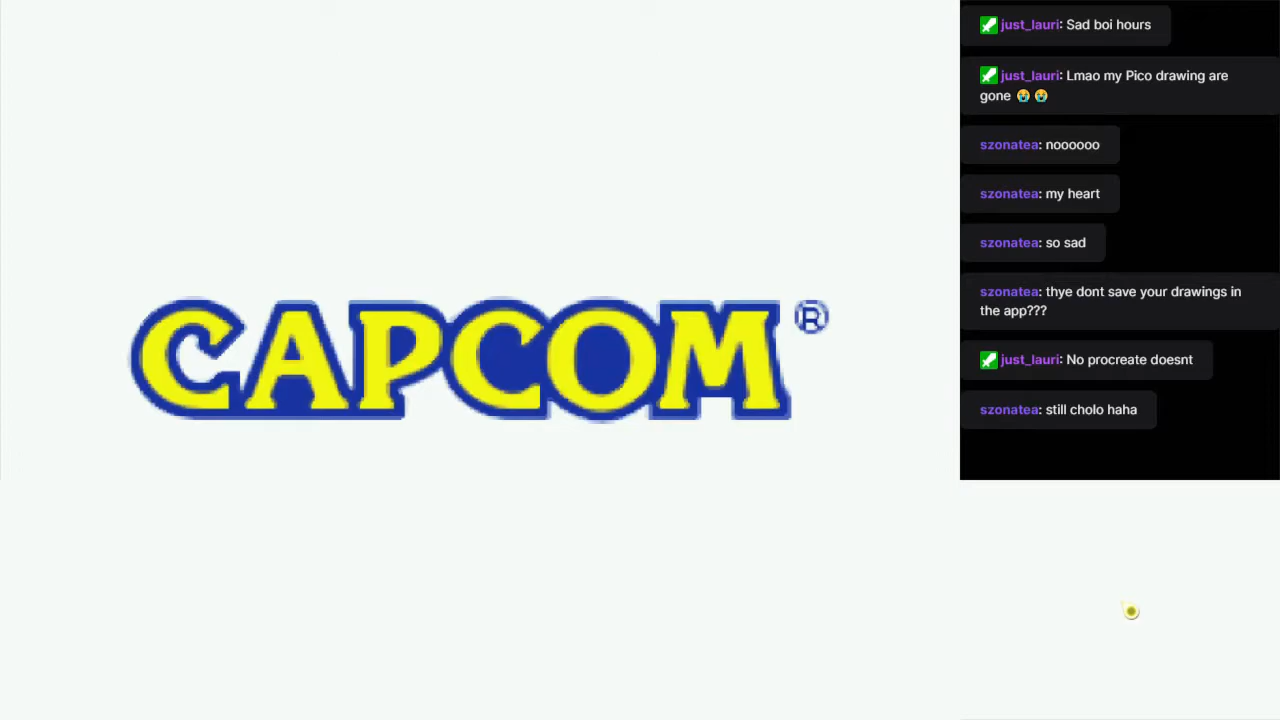 CAPCOM®
just_lauri: Sad boi hours
just_lauri: Lmao my Pico drawing are
gone 😭 😭
szonatea: noooooo
szonatea: my heart
szonatea: so sad
szonatea: thye dont save your drawings in
the app???
just_lauri: No procreate doesnt
szonatea: still cholo haha